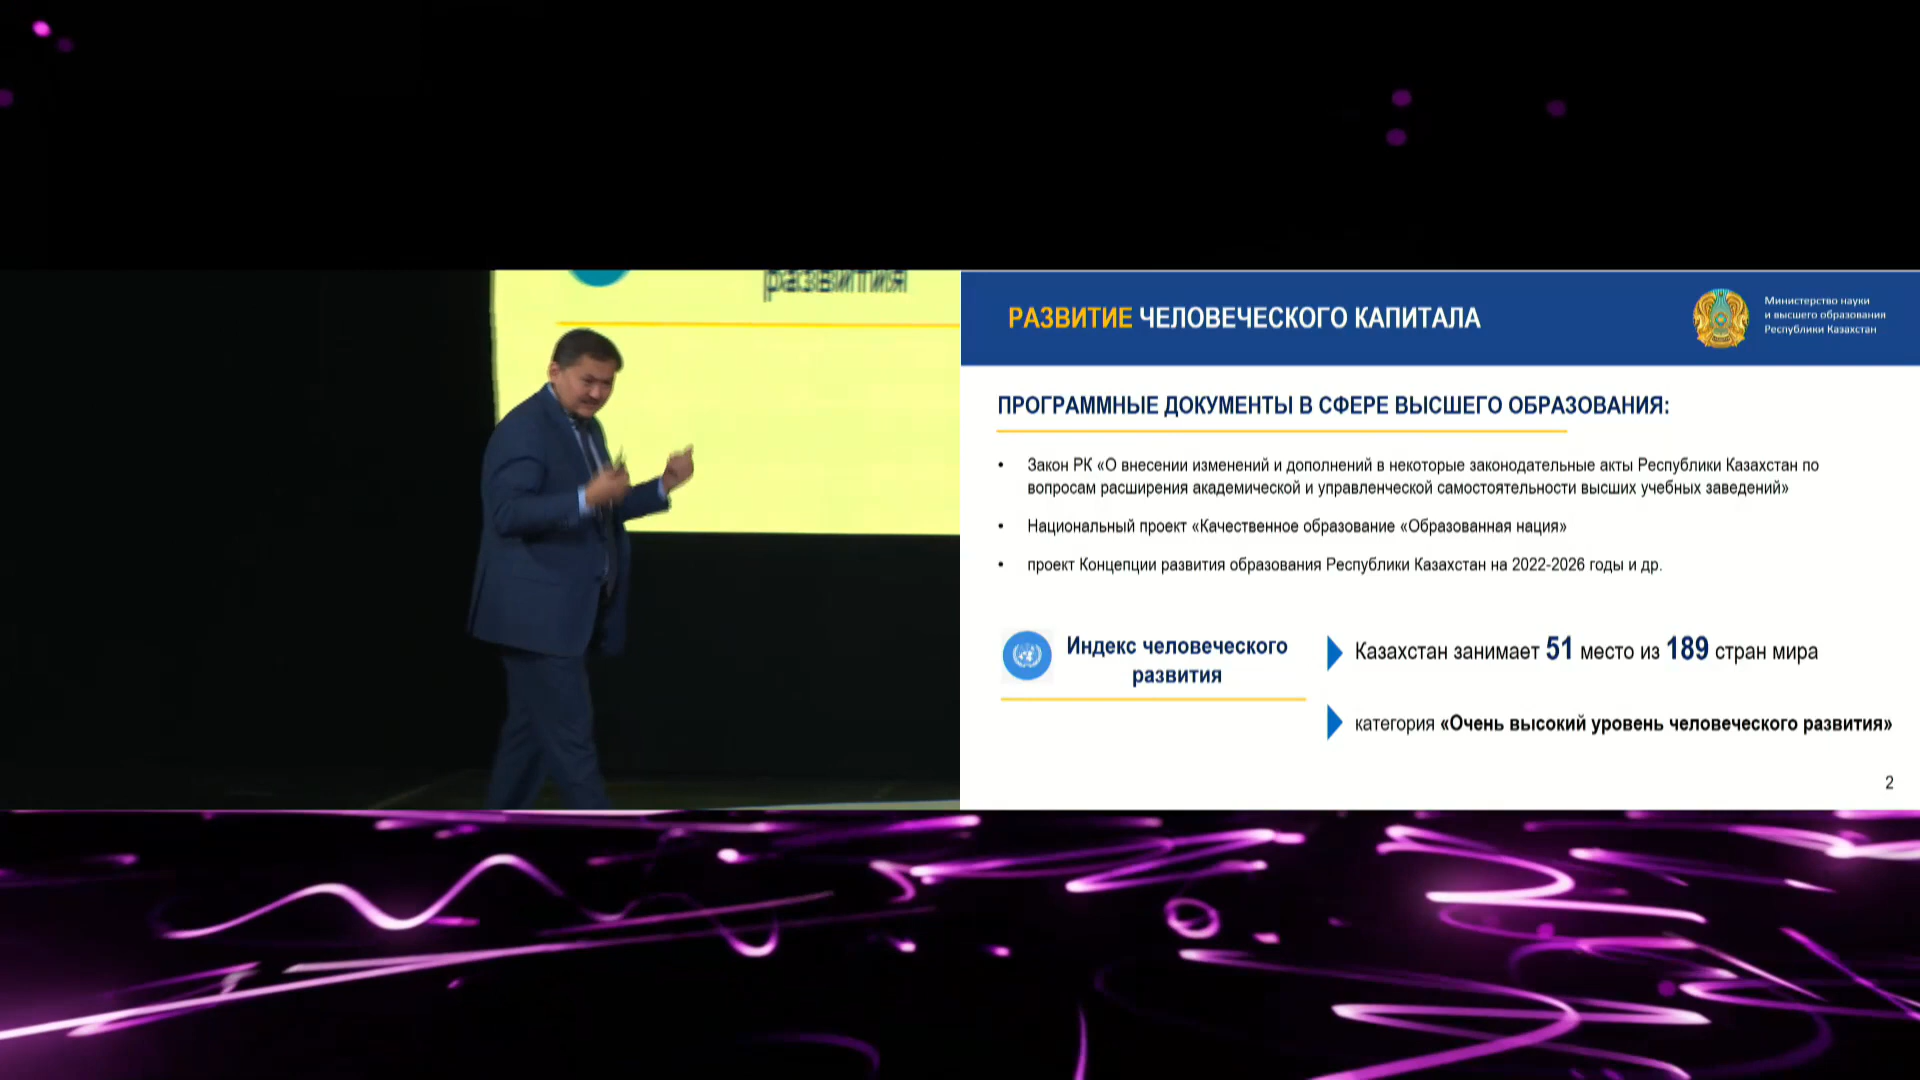 развития
РАЗВИТИЕ ЧЕЛОВЕЧЕСКОГО КАПИТАЛА
Министерство науки
и высшего образования
Республики Казахстан
ПРОГРАММНЫЕ ДОКУМЕНТЫ В СФЕРЕ ВЫСШЕГО ОБРАЗОВАНИЯ:
• Закон РК «О внесении изменений и дополнений в некоторые законодательные акты Республики Казахстан по
вопросам расширения академической и управленческой самостоятельности высших учебных заведений»
• Национальный проект «Качественное образование «Образованная нация»
• проект Концепции развития образования Республики Казахстан на 2022-2026 годы и др.
Индекс человеческого
развития
Казахстан занимает 51 место из 189 стран мира
категория «Очень высокий уровень человеческого развития»
2